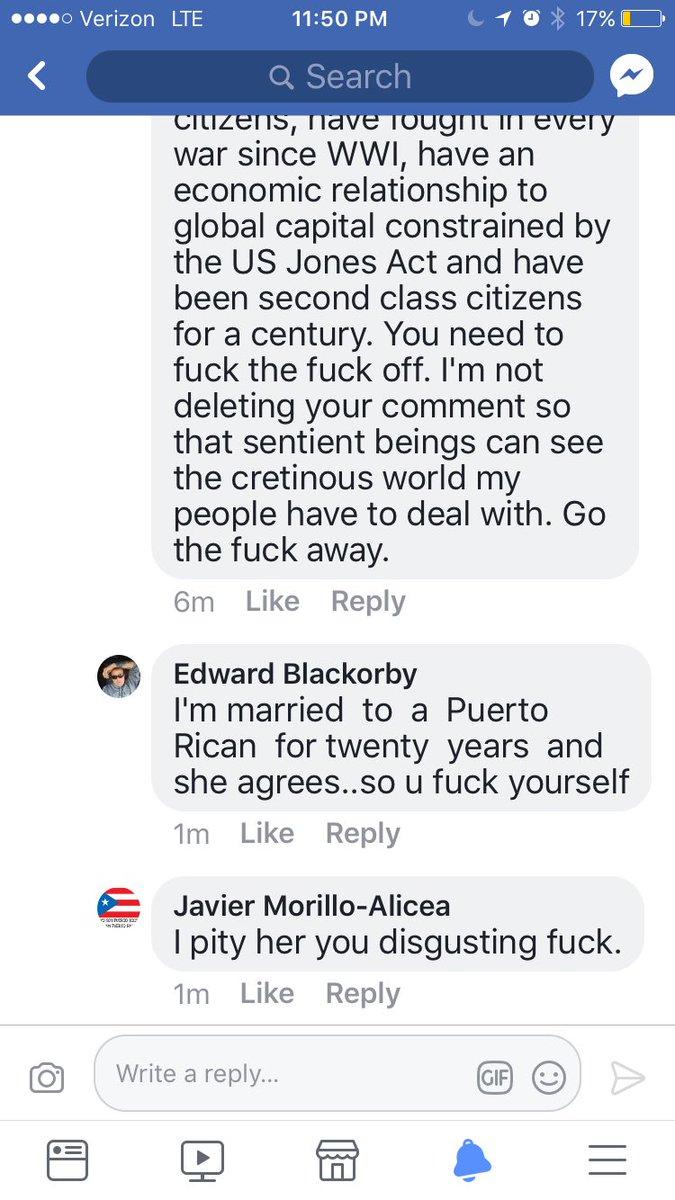 Verizon LTE 11:50 PM 17%
Search
citizens, have fought in every
war since WWI, have an
economic relationship to
global capital constrained by
the US Jones Act and have
been second class citizens
for a century. You need to
fuck the fuck off. I'm not
deleting your comment so
that sentient beings can see
the cretinous world my
people have to deal with. Go
the fuck away.
6m Like Reply
Edward Blackorby
I'm married to a Puerto
Rican for twenty years and
she agrees..so u fuck yourself
1m Like Reply
Javier Morillo-Alicea
I pity her you disgusting fuck.
1m Like Reply
Write a reply...
GIF